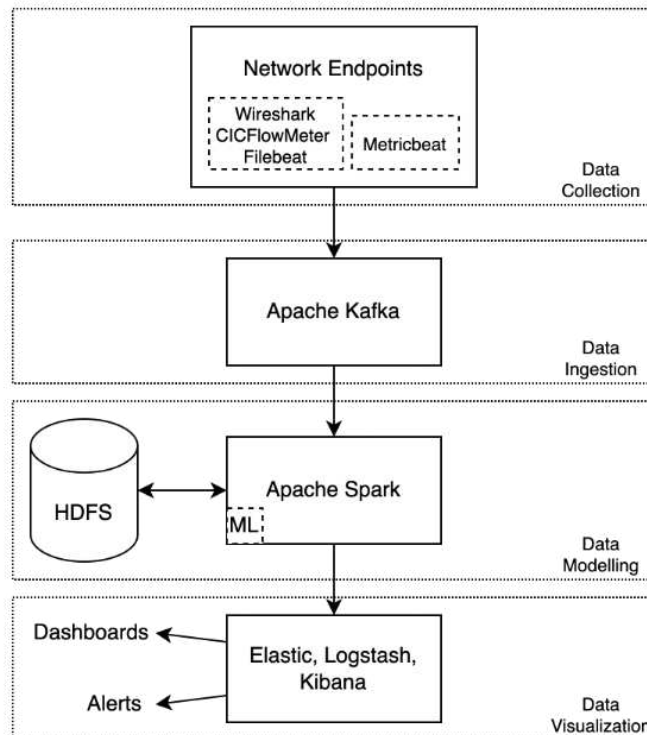 Network Endpoints
Wireshark
CICFlowMeter
Filebeat
Metricbeat
Data
Collection
Apache Kafka
Data
Ingestion
HDFS
Apache Spark
ML
Data
Modelling
Dashboards
Alerts
Elastic, Logstash,
Kibana
Data
Visualization